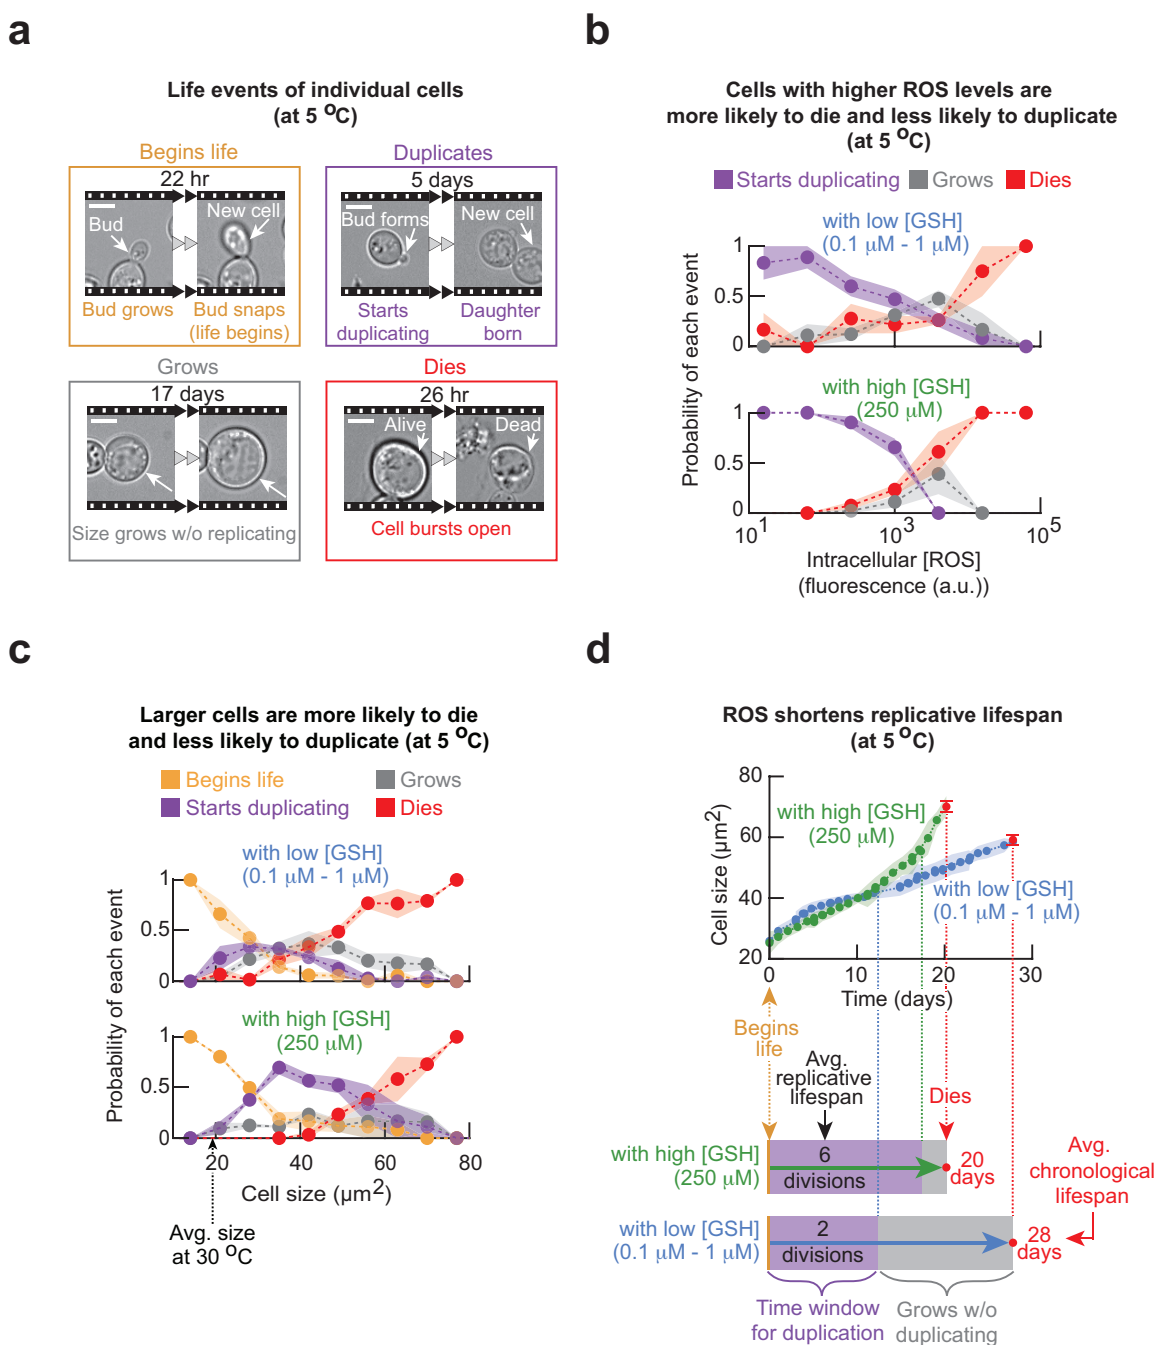 a
Life events of individual cells
(at 5 ºC)
Begins life
22 hr
Bud
New cell
Bud grows
Bud snaps
(life begins)
Duplicates
5 days
Bud forms
New cell
Starts
duplicating
Daughter
born
Grows
17 days
Size grows w/o replicating
Dies
26 hr
Alive
Dead
Cell bursts open
b
Cells with higher ROS levels are
more likely to die and less likely to duplicate
(at 5 ºC)
Starts duplicating
Grows
Dies
with low [GSH]
(0.1 µM - 1 µM)
1
0.5
0
with high [GSH]
(250 µM)
1
0.5
0
Probability of each event
10^1
10^3
10^5
Intracellular [ROS]
(fluorescence (a.u.))
c
Larger cells are more likely to die
and less likely to duplicate (at 5 ºC)
Begins life
Grows
Starts duplicating
Dies
with low [GSH]
(0.1 µM - 1 µM)
1
0.5
0
with high [GSH]
(250 µM)
1
0.5
0
Probability of each event
20
40
60
80
Cell size (µm²)
Avg. size
at 30 ºC
d
ROS shortens replicative lifespan
(at 5 ºC)
80
60
40
20
Cell size (µm²)
with high [GSH]
(250 µM)
with low [GSH]
(0.1 µM - 1 µM)
0
10
20
30
Time (days)
Begins
life
Avg.
replicative
lifespan
Dies
Avg.
chronological
lifespan
with high [GSH]
(250 µM)
6
divisions
20
days
with low [GSH]
(0.1 µM - 1 µM)
2
divisions
28
days
Time window
for duplication
Grows w/o
duplicating